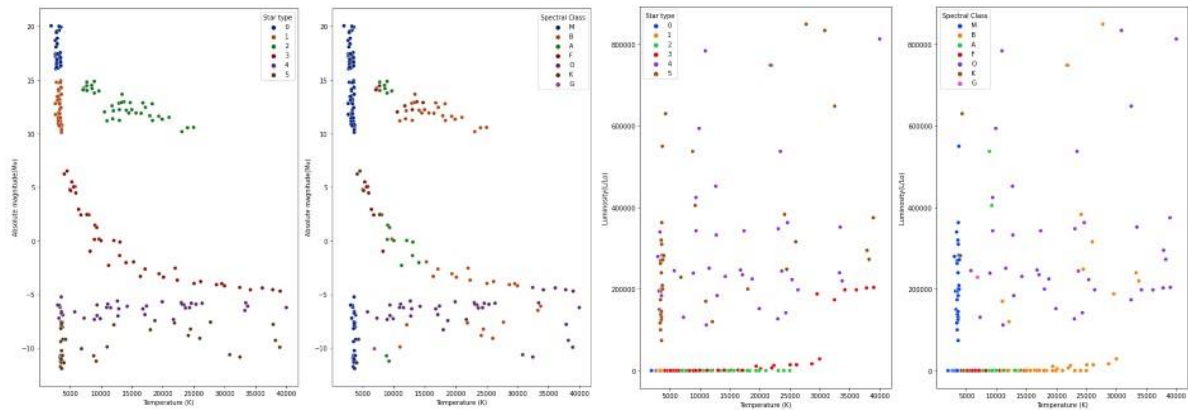 Star type
0
1
2
3
4
5
20
15
10
5
0
−5
−10
Absolute magnitude(Mv)
5000 10000 15000 20000 25000 30000 35000 40000
Temperature (K)
Spectral Class
M
B
A
F
O
K
G
20
15
10
5
0
−5
−10
Absolute magnitude(Mv)
5000 10000 15000 20000 25000 30000 35000 40000
Temperature (K)
Star type
0
1
2
3
4
5
800000
600000
400000
200000
0
Luminosity(L/Lo)
5000 10000 15000 20000 25000 30000 35000 40000
Temperature (K)
Spectral Class
M
B
A
F
O
K
G
800000
600000
400000
200000
0
Luminosity(L/Lo)
5000 10000 15000 20000 25000 30000 35000 40000
Temperature (K)